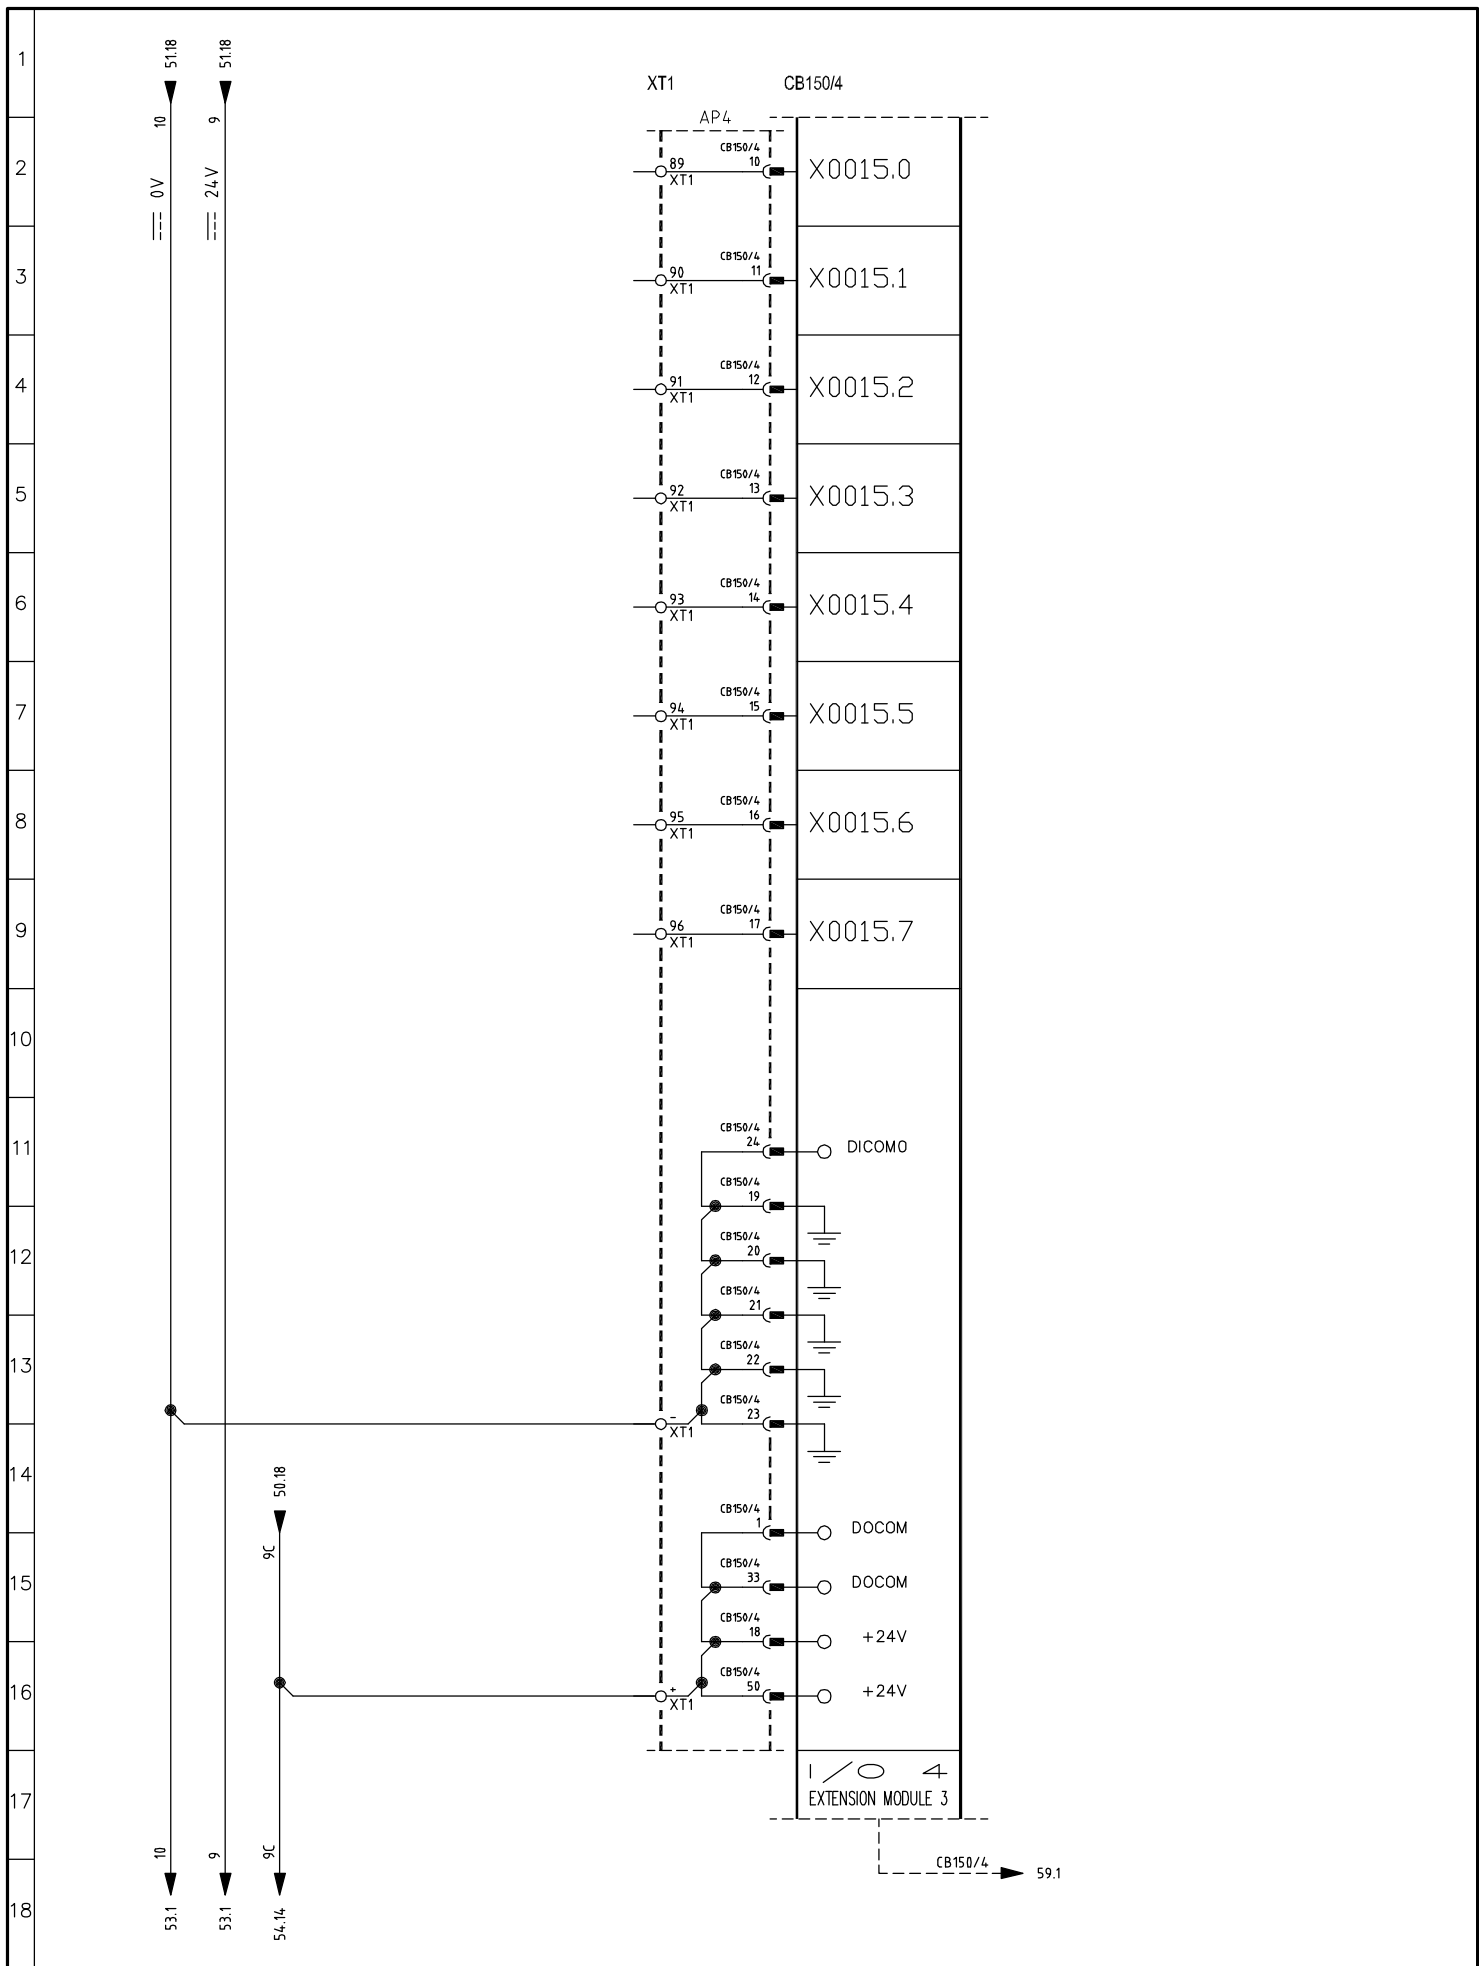 1
51.18
51.18
XT1
CB150/4
10
9
AP4
2
0V
24V
CB150/4
89
10
XT1
X0015.0
3
CB150/4
90
11
XT1
X0015.1
4
CB150/4
91
12
XT1
X0015.2
5
CB150/4
92
13
XT1
X0015.3
6
CB150/4
93
14
XT1
X0015.4
7
CB150/4
94
15
XT1
X0015.5
8
CB150/4
95
16
XT1
X0015.6
9
CB150/4
96
17
XT1
X0015.7
10
11
CB150/4
24
DICOM0
CB150/4
19
12
CB150/4
20
CB150/4
21
13
CB150/4
22
CB150/4
23
-
XT1
14
50.18
CB150/4
1
DOCOM
9C
15
CB150/4
33
DOCOM
CB150/4
18
+24V
16
CB150/4
50
+
XT1
+24V
17
I/O 4
EXTENSION MODULE 3
10
9
9C
CB150/4
59.1
18
53.1
53.1
54.14